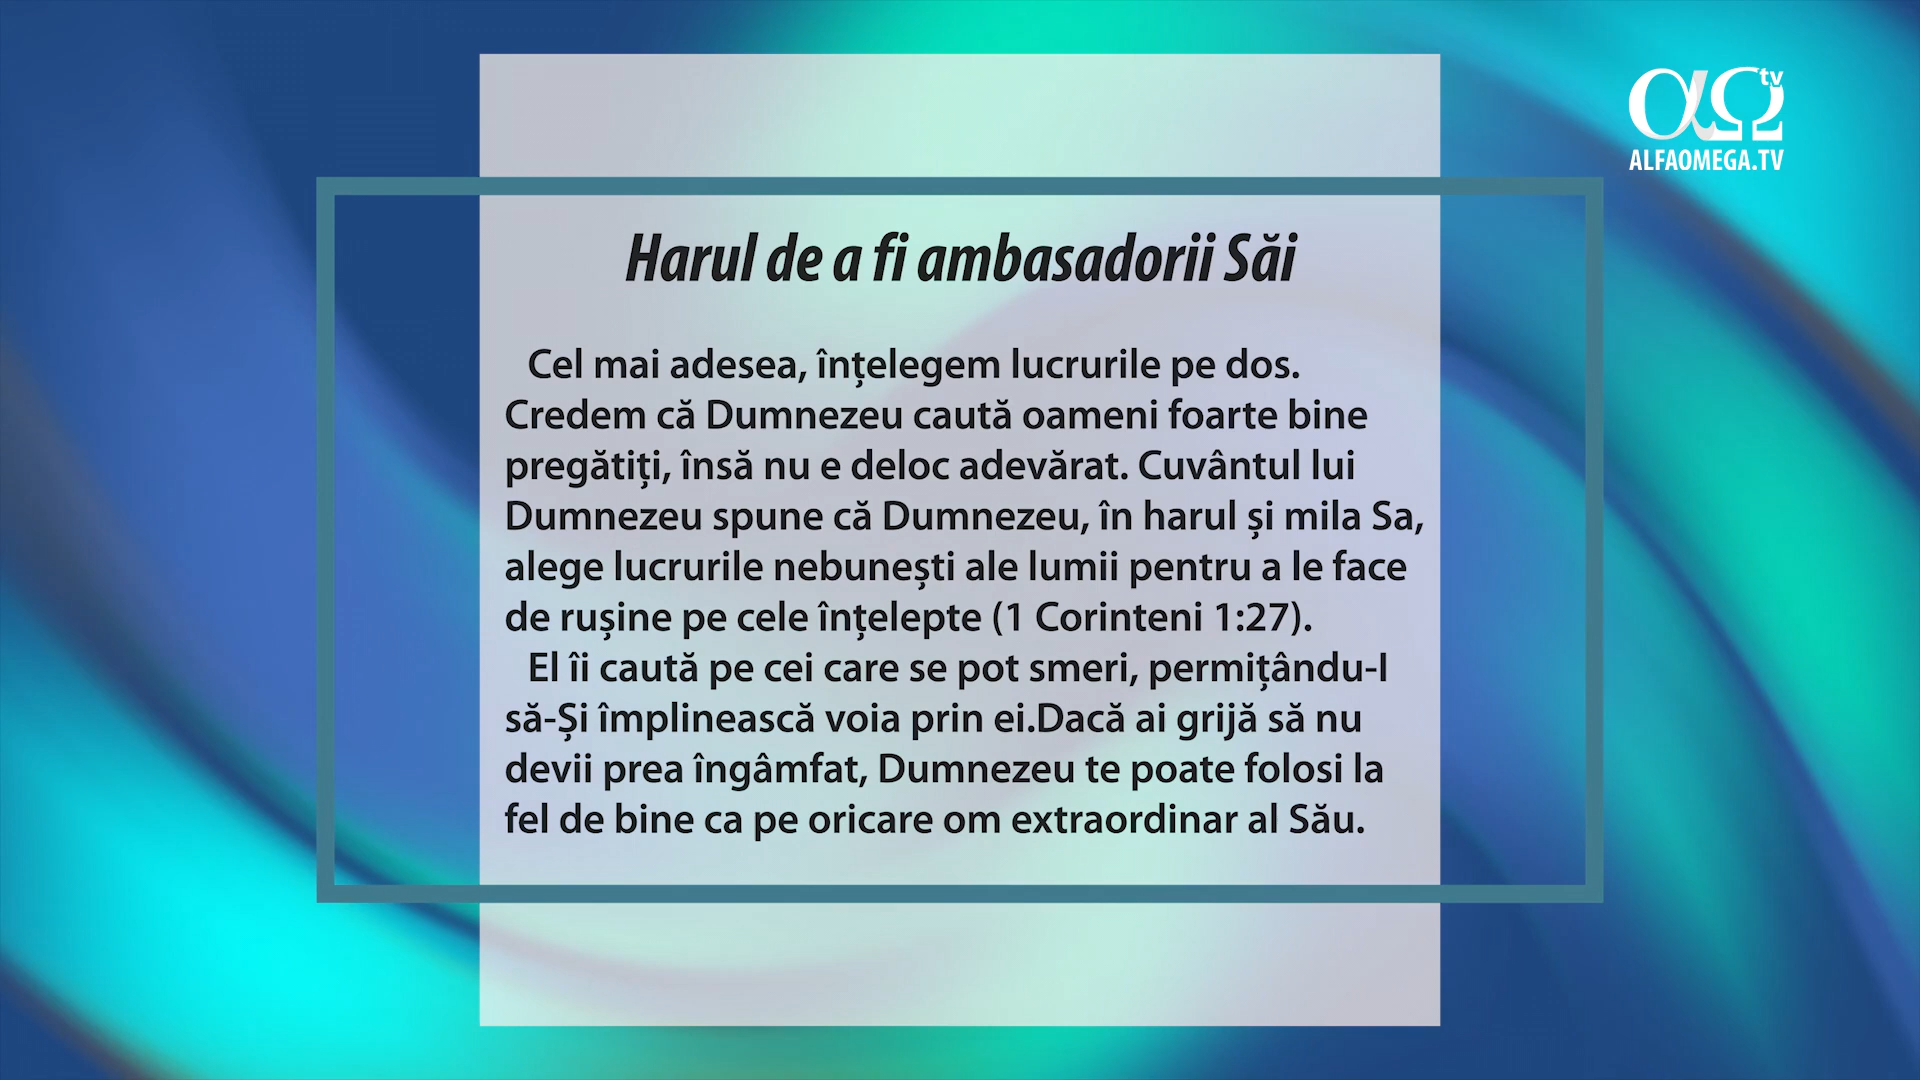 αΩ tv
ALFAOMEGA.TV
Harul de a fi ambasadorii Săi
Cel mai adesea, înțelegem lucrurile pe dos.
Credem că Dumnezeu caută oameni foarte bine
pregătiți, însă nu e deloc adevărat. Cuvântul lui
Dumnezeu spune că Dumnezeu, în harul și mila Sa,
alege lucrurile nebunești ale lumii pentru a le face
de rușine pe cele înțelepte (1 Corinteni 1:27).
El îi caută pe cei care se pot smeri, permițându-I
să-Și împlinească voia prin ei.Dacă ai grijă să nu
devii prea îngâmfat, Dumnezeu te poate folosi la
fel de bine ca pe oricare om extraordinar al Său.